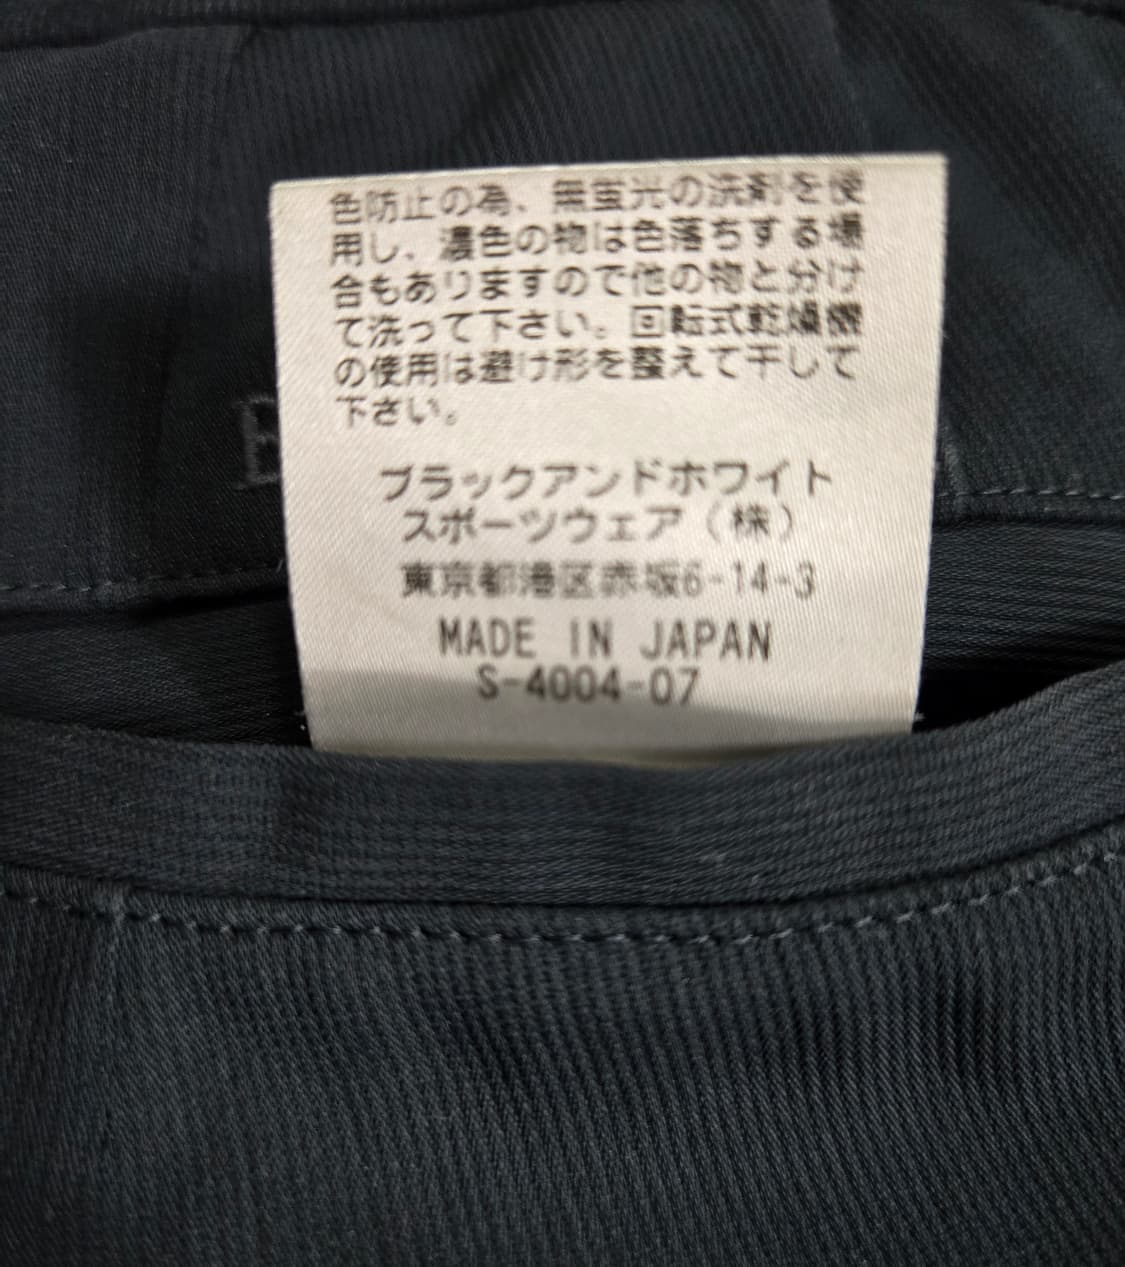 色防止の為、無蛍光の洗剤を使
用し、濃色の物は色落ちする場
合もありますので他の物と分け
て洗って下さい。回転式乾燥機
の使用は避け形を整えて干して
下さい。
ブラックアンドホワイト
スポーツウェア（株）
東京都港区赤坂6-14-3
MADE IN JAPAN
S-4004-07